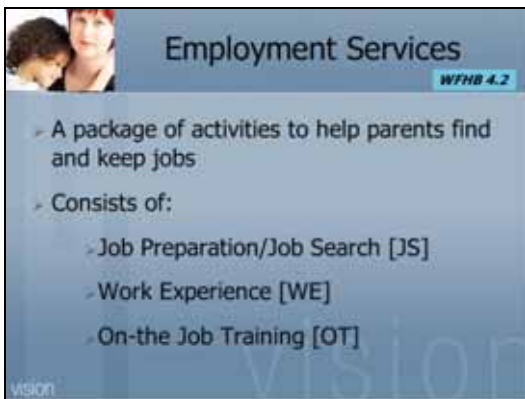 Employment Services
WFHB 4.2
A package of activities to help parents find
and keep jobs
Consists of:
Job Preparation/Job Search [JS]
Work Experience [WE]
On-the Job Training [OT]
vision
vision